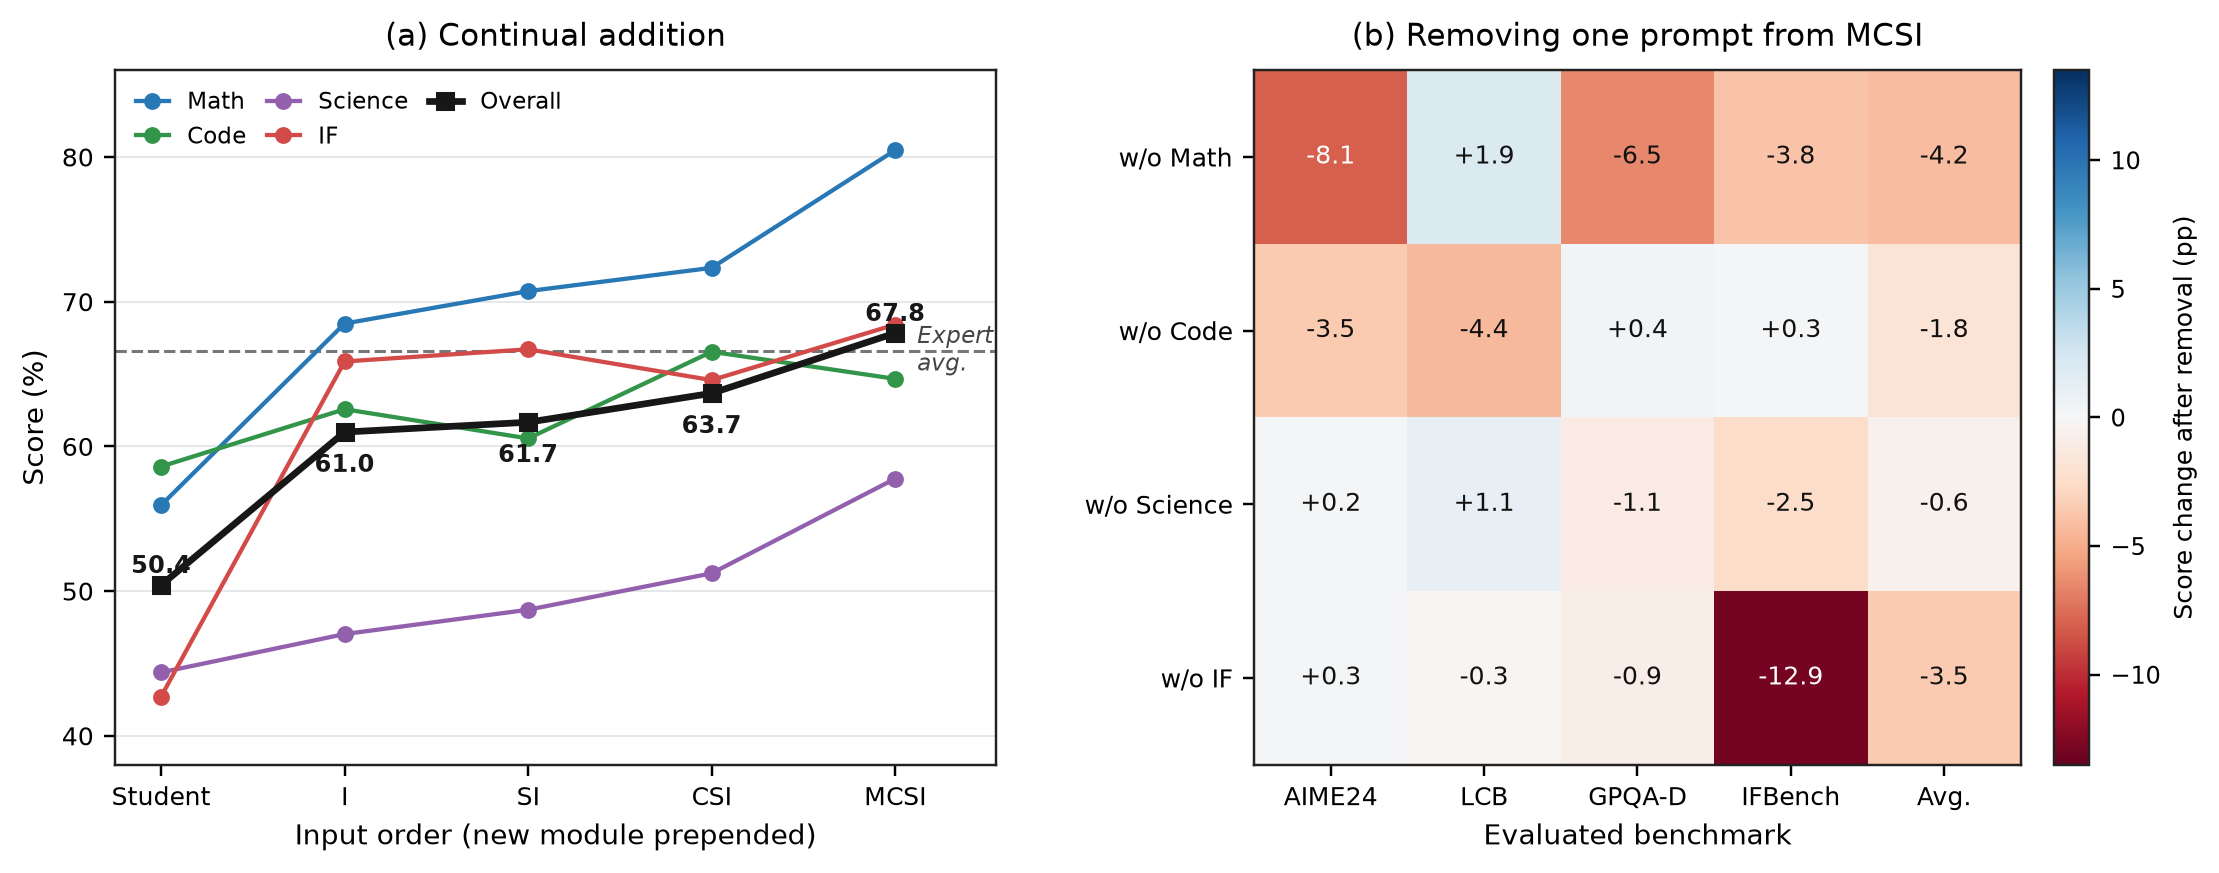 (a) Continual addition
Math
Science
Overall
Code
IF
80
70
60
50
40
Score (%)
50.4
61.0
61.7
63.7
67.8
Expert
avg.
Student
I
SI
CSI
MCSI
Input order (new module prepended)
(b) Removing one prompt from MCSI
w/o Math
-8.1
+1.9
-6.5
-3.8
-4.2
w/o Code
-3.5
-4.4
+0.4
+0.3
-1.8
w/o Science
+0.2
+1.1
-1.1
-2.5
-0.6
w/o IF
+0.3
-0.3
-0.9
-12.9
-3.5
AIME24
LCB
GPQA-D
IFBench
Avg.
Evaluated benchmark
10
5
0
−5
−10
Score change after removal (pp)